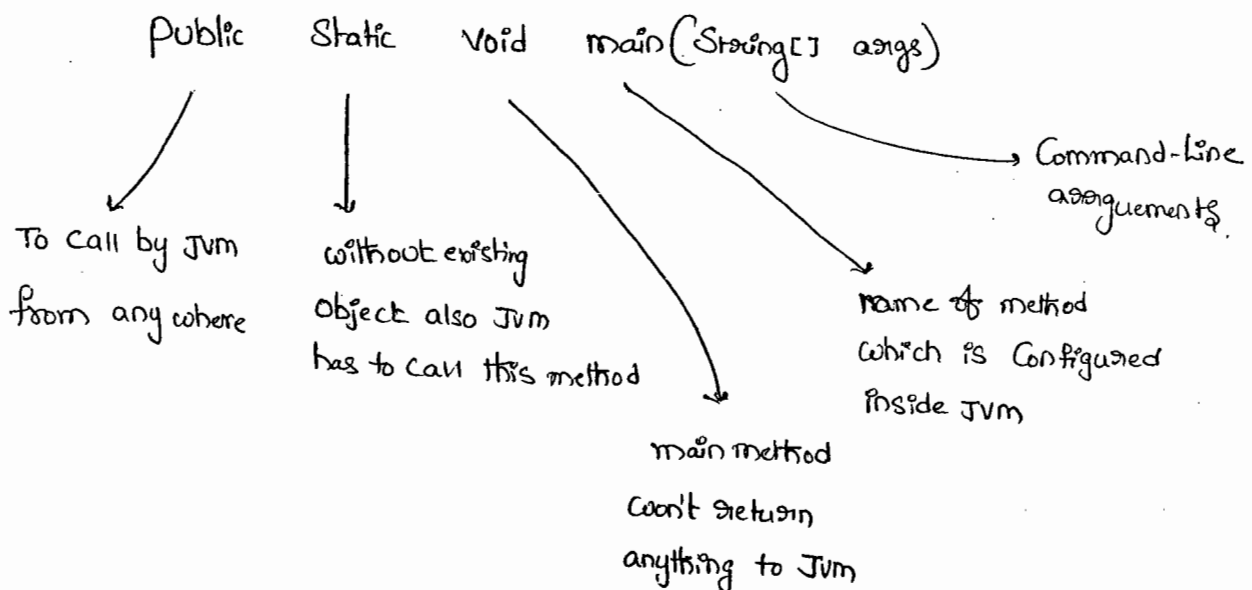 Public Static Void main(String[] args)
To Call by JVM
from any where
without existing
Object also JVM
has to call this method
main method
won't return
anything to JVM
name of method
which is Configured
inside JVM
Command-Line
arguements.